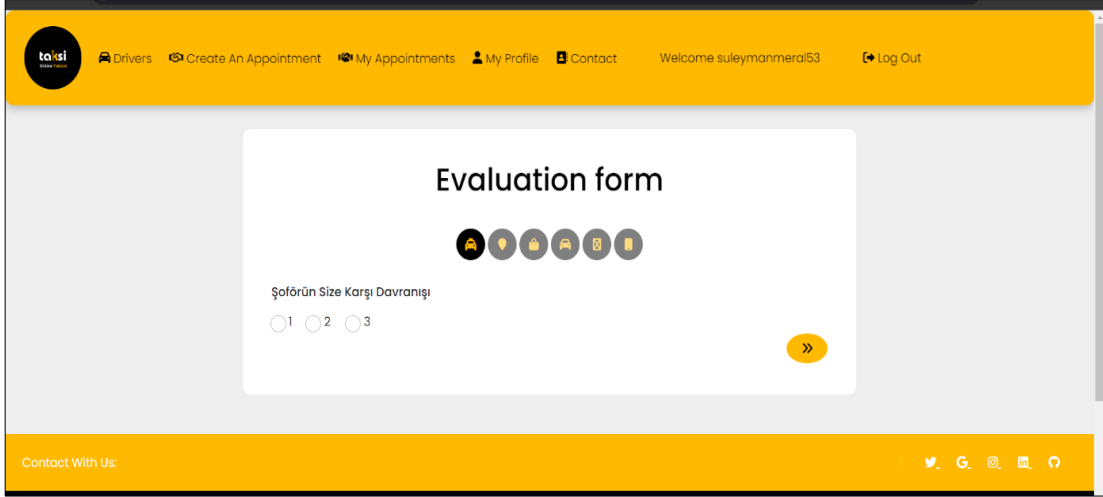 taksi
Drivers Create An Appointment My Appointments My Profile Contact Welcome suleymanmeral53 Log Out
Evaluation form
Şoförün Size Karşı Davranışı
1 2 3
Contact With Us: